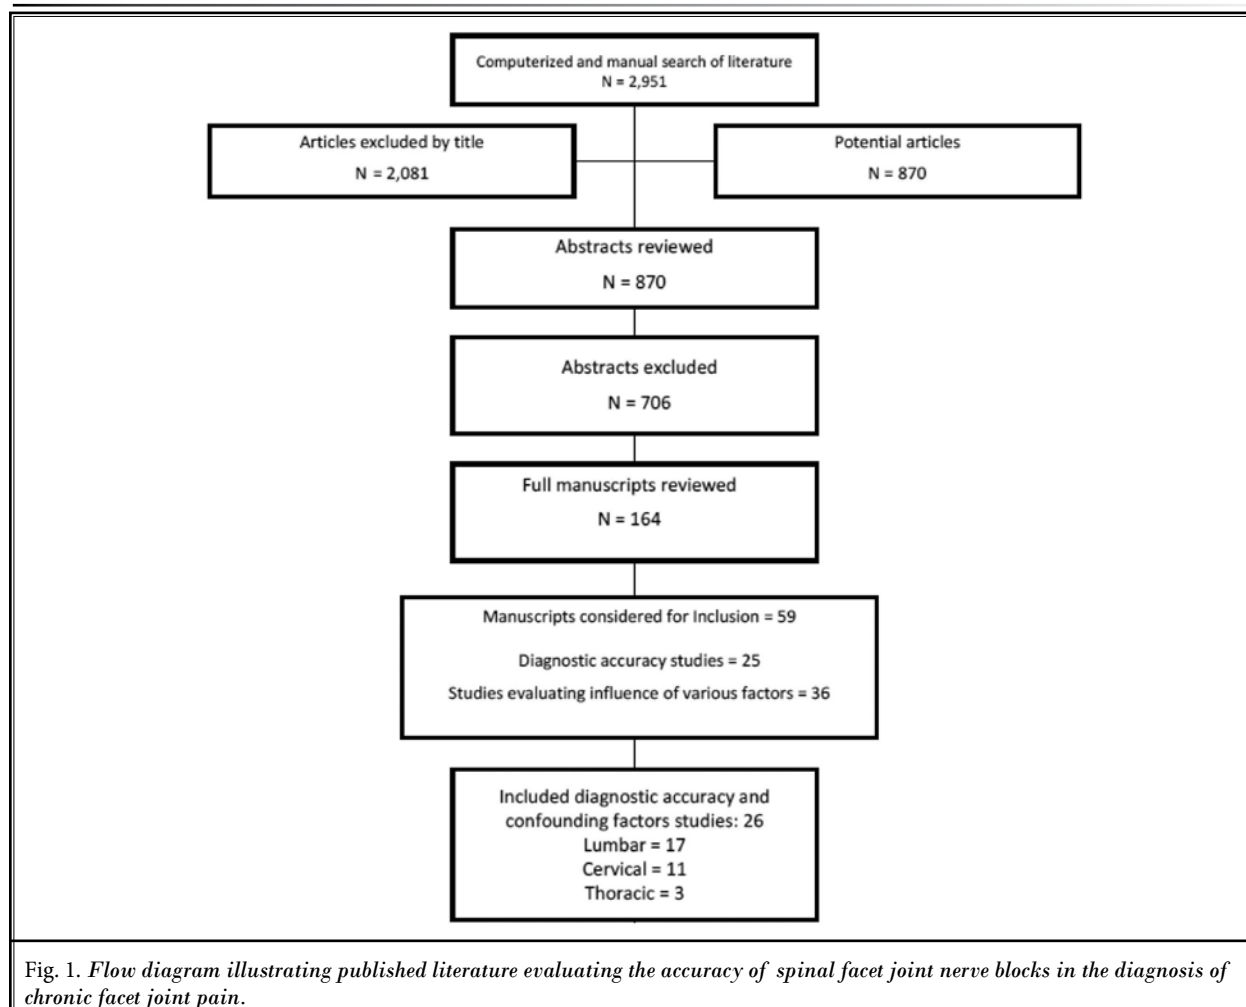 Computerized and manual search of literature
N = 2,951
Articles excluded by title
N = 2,081
Potential articles
N = 870
Abstracts reviewed
N = 870
Abstracts excluded
N = 706
Full manuscripts reviewed
N = 164
Manuscripts considered for Inclusion = 59
Diagnostic accuracy studies = 25
Studies evaluating influence of various factors = 36
Included diagnostic accuracy and
confounding factors studies: 26
Lumbar = 17
Cervical = 11
Thoracic = 3
Fig. 1. Flow diagram illustrating published literature evaluating the accuracy of spinal facet joint nerve blocks in the diagnosis of
chronic facet joint pain.